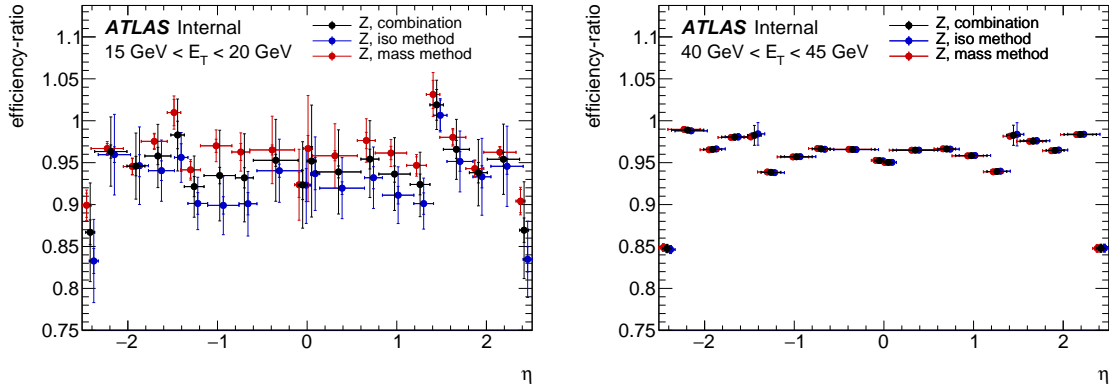 ATLAS Internal
15 GeV < E_T < 20 GeV
Z, combination
Z, iso method
Z, mass method
efficiency-ratio
1.1
1.05
1
0.95
0.9
0.85
0.8
0.75
−2
−1
0
1
2
η
ATLAS Internal
40 GeV < E_T < 45 GeV
Z, combination
Z, iso method
Z, mass method
efficiency-ratio
1.1
1.05
1
0.95
0.9
0.85
0.8
0.75
−2
−1
0
1
2
η